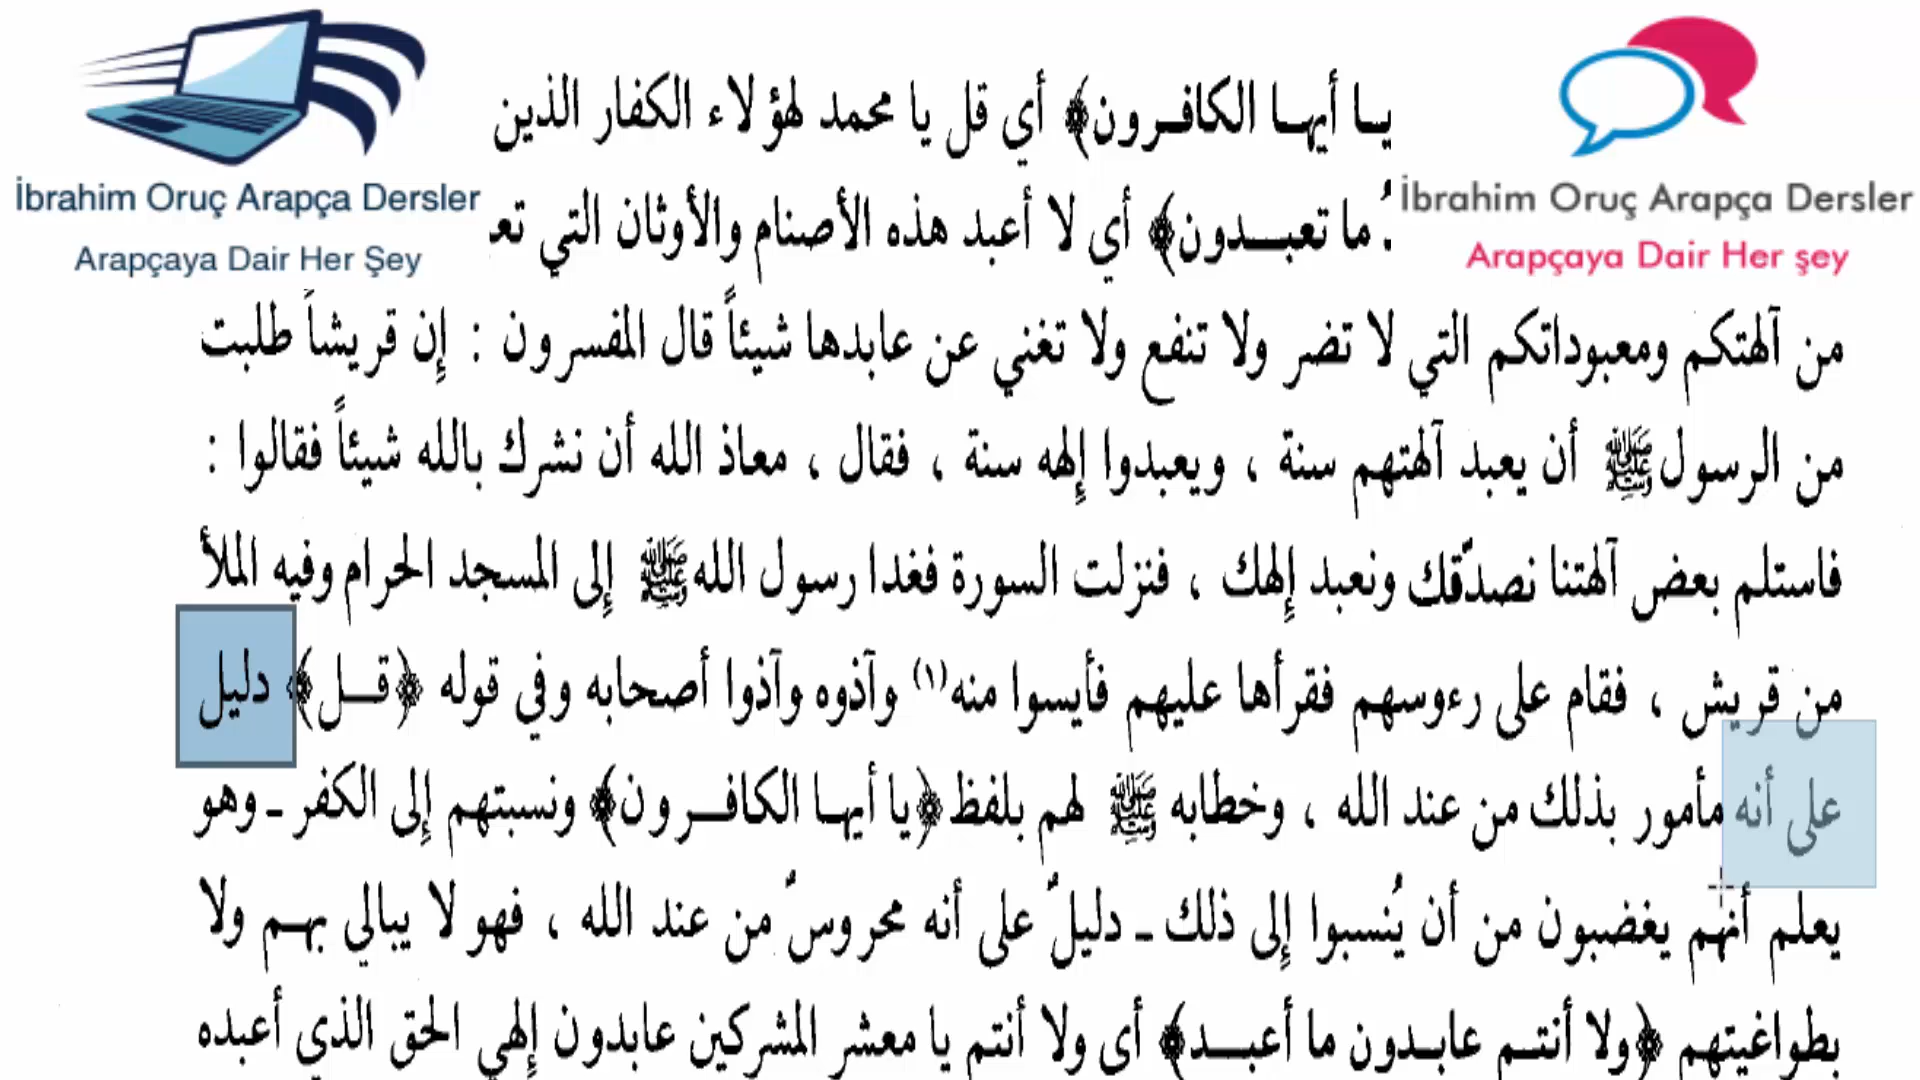 İbrahim Oruç Arapça Dersler
Arapçaya Dair Her Şey
İbrahim Oruç Arapça Dersler
Arapçaya Dair Her şey
يـا أيهـا الكافـرون﴾ أي قل يا محمد لهؤلاء الكفار الذين
ما تعبـدون﴾ أي لا أعبد هذه الأصنام والأوثان التي تعـ
من آلهتكم ومعبوداتكم التي لا تضر ولا تنفع ولا تغني عن عابدها شيئاً قال المفسرون : إن قريشاً طلبت
من الرسول ﷺ أن يعبد آلهتهم سنة ، ويعبدوا إلهه سنة ، فقال ، معاذ الله أن نشرك بالله شيئاً فقالوا :
فاستلم بعض آلهتنا نصدّقك ونعبد إلهك ، فنزلت السورة فغدا رسول الله ﷺ إلى المسجد الحرام وفيه الملأ
من قريش ، فقام على رءوسهم فقرأها عليهم فأيسوا منه(١) وآذوه وآذوا أصحابه وفي قوله ﴿قـل﴾ دليل
على أنه مأمور بذلك من عند الله ، وخطابه ﷺ لهم بلفظ ﴿يا أيهـا الكافـرون﴾ ونسبتهم إلى الكفر ـ وهو
يعلم أنهم يغضبون من أن يُنسبوا إلى ذلك ـ دليلٌ على أنه محروسٌ من عند الله ، فهو لا يبالي بهـم ولا
بطواغيتهم ﴿ولا أنتـم عابـدون ما أعبـد﴾ أى ولا أنتم يا معشر المشركين عابدون إلهي الحق الذي أعبده